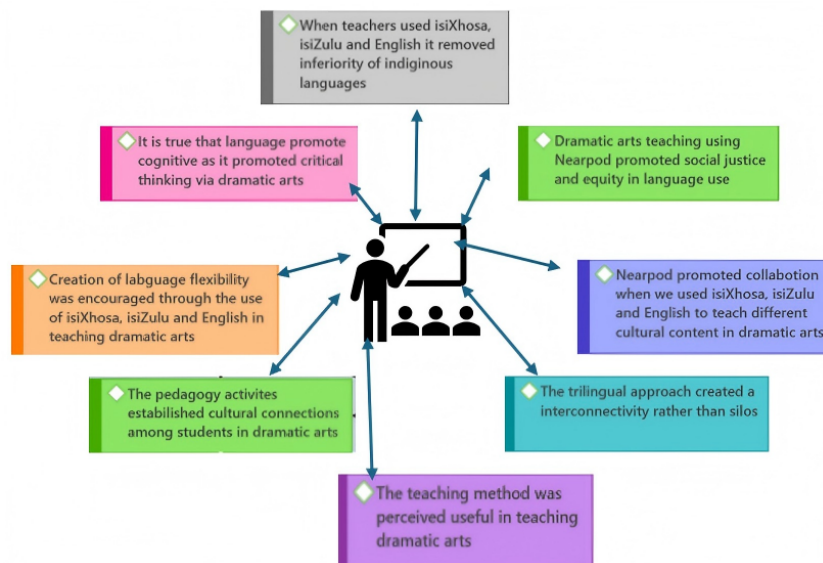 When teachers used isiXhosa,
isiZulu and English it removed
inferiority of indiginous
languages
It is true that language promote
cognitive as it promoted critical
thinking via dramatic arts
Dramatic arts teaching using
Nearpod promoted social justice
and equity in language use
Creation of labguage flexibility
was encouraged through the use
of isiXhosa, isiZulu and English in
teaching dramatic arts
Nearpod promoted collabotion
when we used isiXhosa, isiZulu
and English to teach different
cultural content in dramatic arts
The pedagogy activites
estabilished cultural connections
among students in dramatic arts
The trilingual approach created a
interconnectivity rather than silos
The teaching method was
perceived useful in teaching
dramatic arts